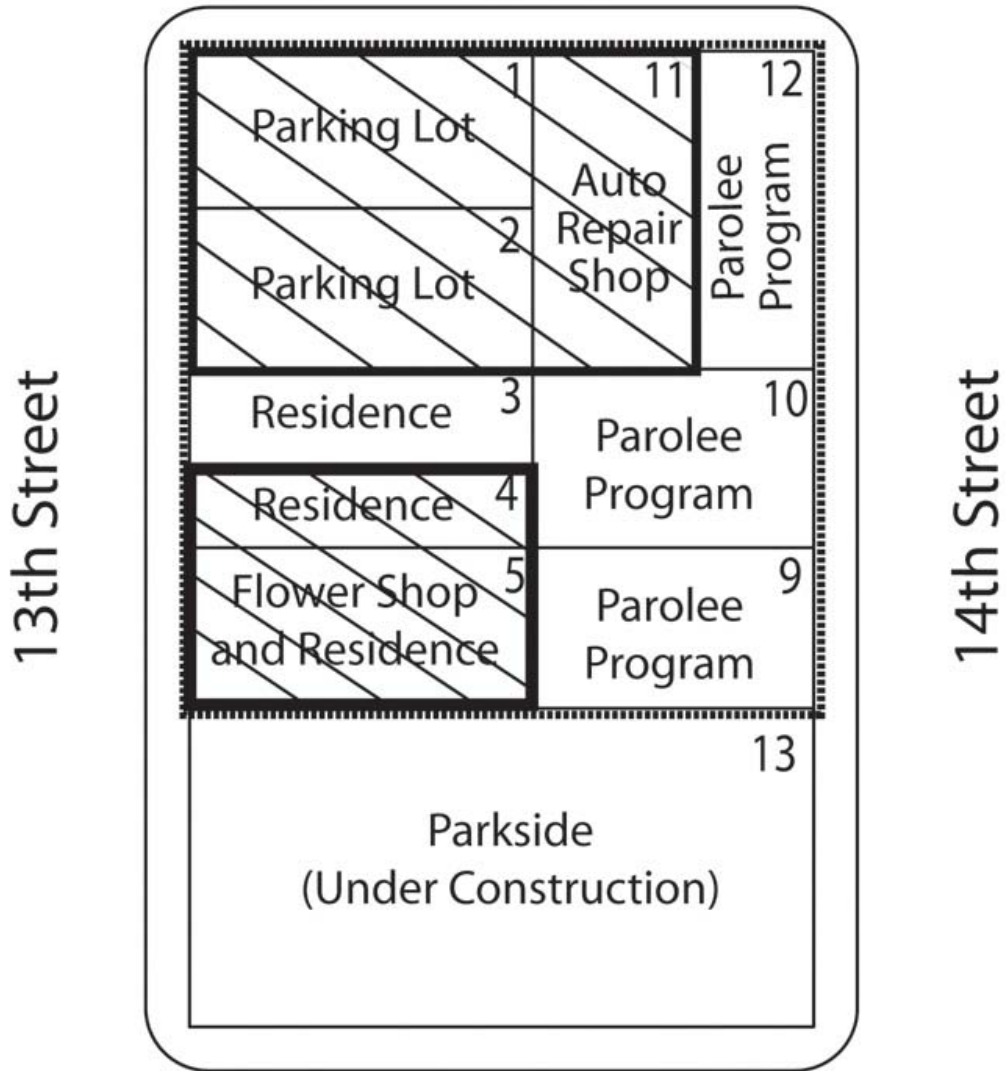 1
Parking Lot
11
Auto
Repair
Shop
12
Parolee
Program
2
Parking Lot
3
Residence
10
Parolee
Program
4
Residence
5
Flower Shop
and Residence
9
Parolee
Program
13
Parkside
(Under Construction)
13th Street
14th Street